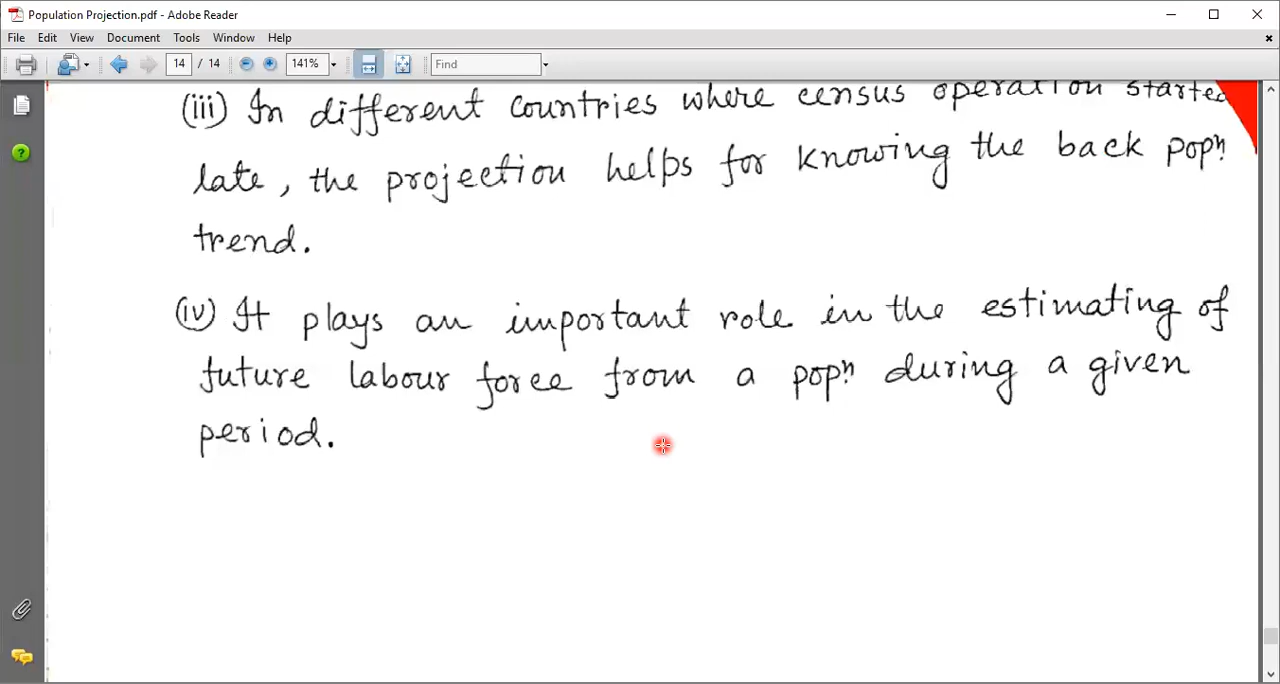 Population Projection.pdf - Adobe Reader
File Edit View Document Tools Window Help
14 / 14 141% Find
(iii) In different countries where census operation started
late, the projection helps for knowing the back popⁿ.
trend.
(iv) It plays an important role in the estimating of
future labour force from a popⁿ. during a given
period.